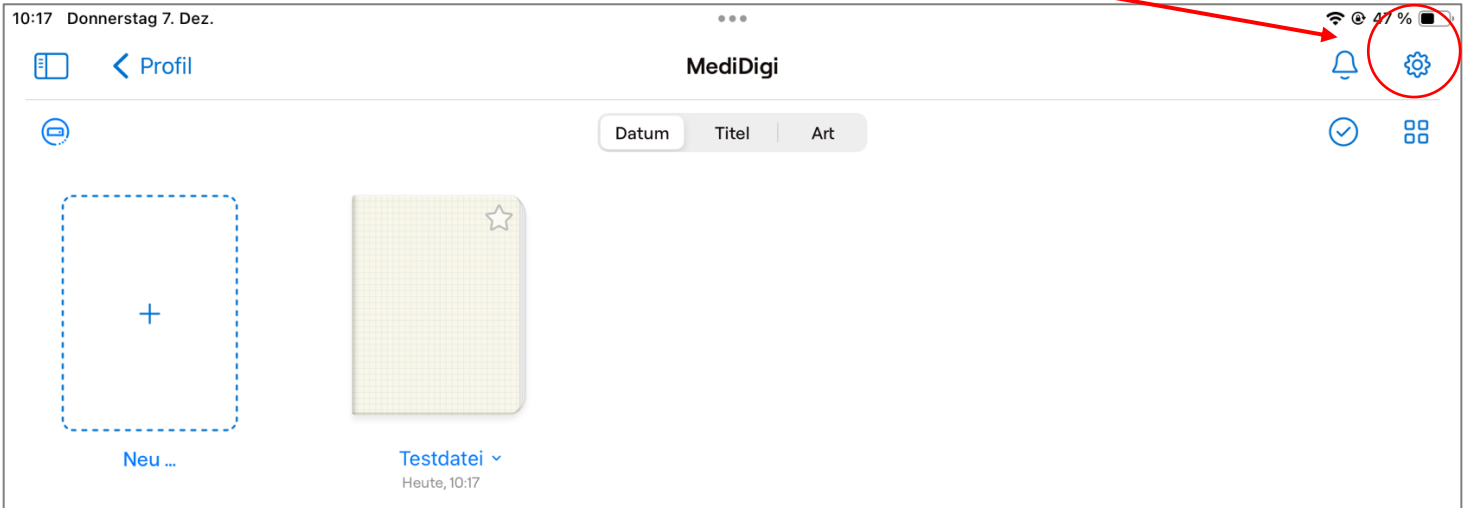 10:17 Donnerstag 7. Dez. 47 %
Profil MediDigi
Datum Titel Art
Neu ...
Testdatei
Heute, 10:17